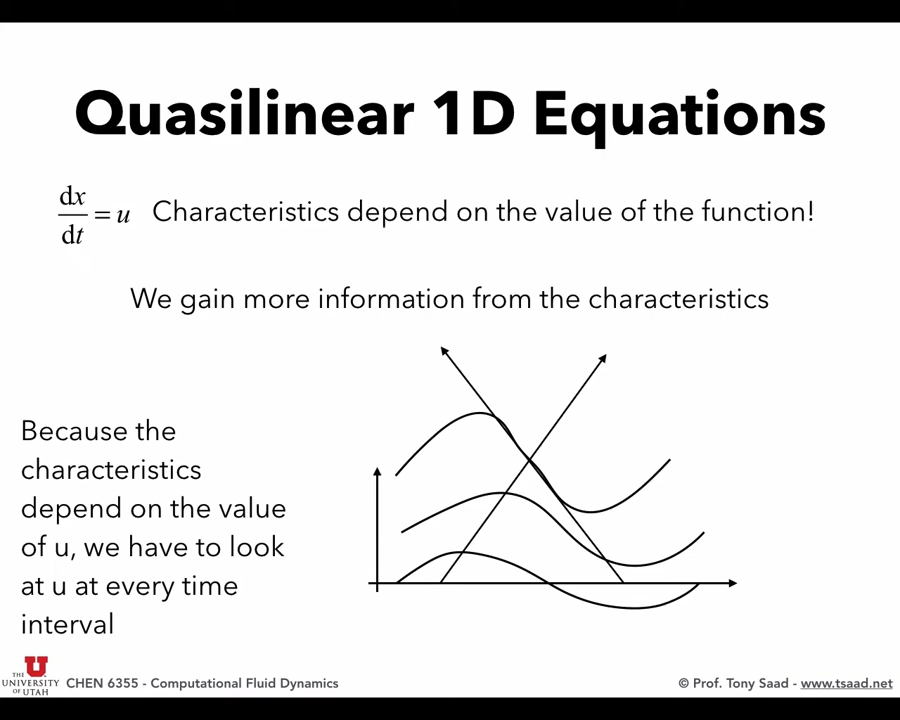 Quasilinear 1D Equations
dx/dt = u Characteristics depend on the value of the function!
We gain more information from the characteristics
Because the
characteristics
depend on the value
of u, we have to look
at u at every time
interval
THE
UNIVERSITY
OF UTAH
CHEN 6355 - Computational Fluid Dynamics
© Prof. Tony Saad - www.tsaad.net